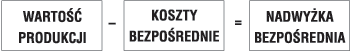 WARTOŚĆ PRODUKCJI – KOSZTY BEZPOŚREDNIE = NADWYŻKA BEZPOŚREDNIA